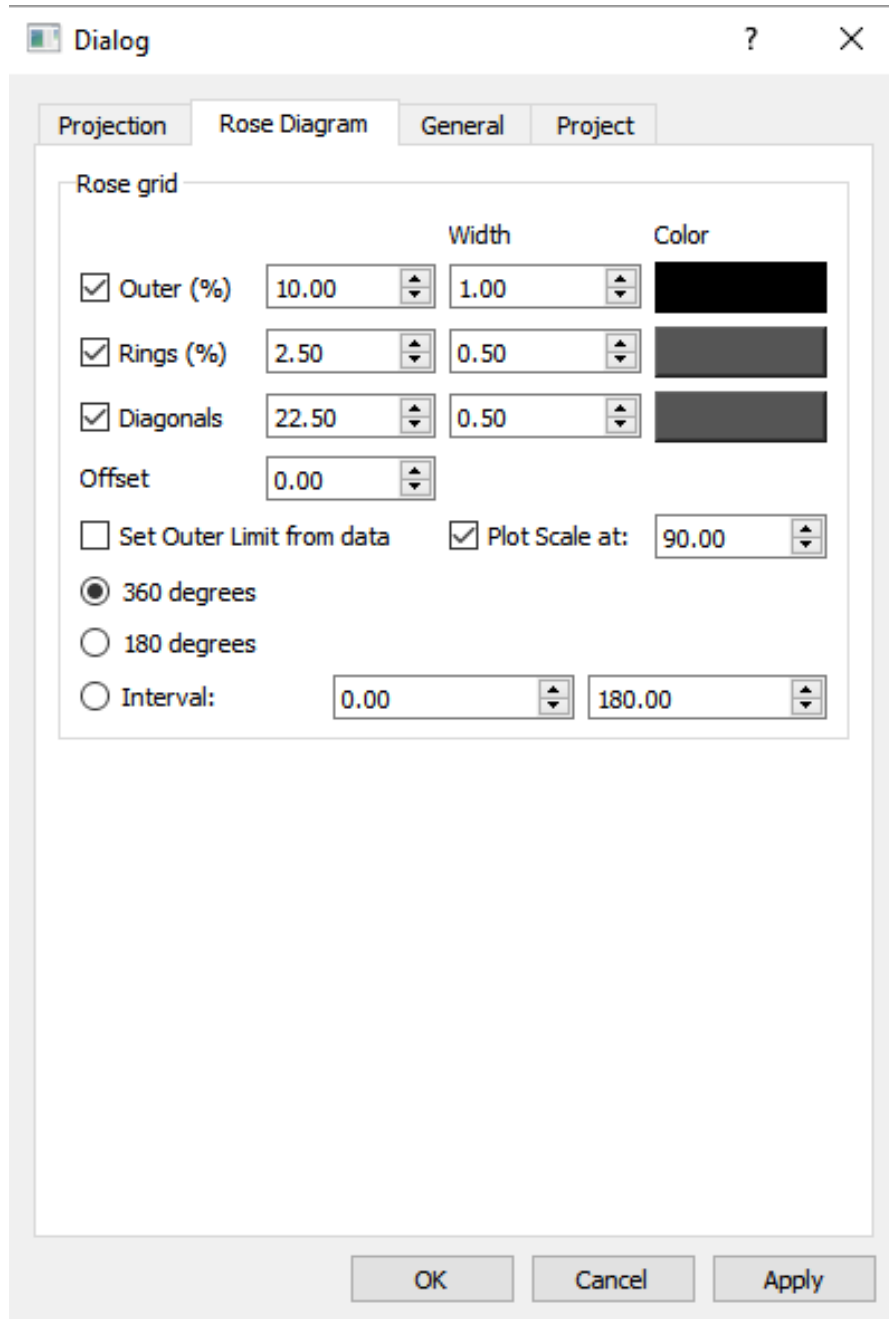 Dialog ?
Projection Rose Diagram General Project
Rose grid
Width Color
Outer (%) 10.00 1.00
Rings (%) 2.50 0.50
Diagonals 22.50 0.50
Offset 0.00
Set Outer Limit from data Plot Scale at: 90.00
360 degrees
180 degrees
Interval: 0.00 180.00
OK Cancel Apply